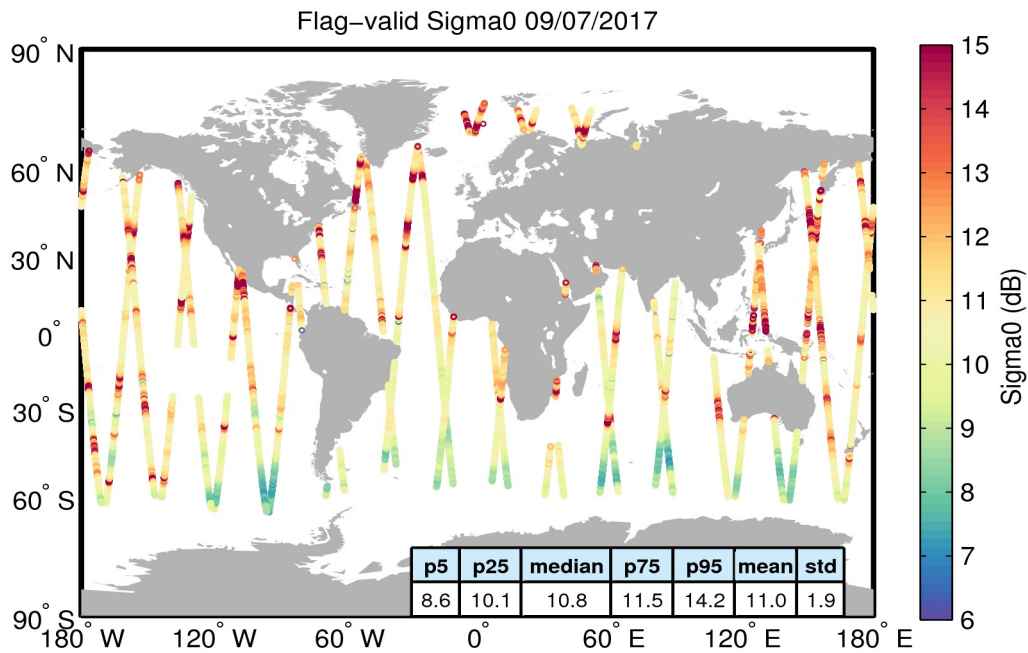 Flag−valid Sigma0 09/07/2017
90° N
60° N
30° N
0°
30° S
60° S
90° S
180° W
120° W
60° W
0°
60° E
120° E
180° E
p5 p25 median p75 p95 mean std
8.6 10.1 10.8 11.5 14.2 11.0 1.9
15
14
13
12
11
10
9
8
7
6
Sigma0 (dB)